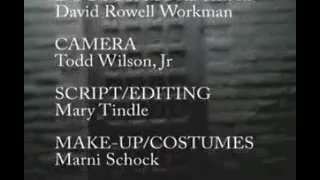 David Rowell Workman
CAMERA
Todd Wilson, Jr
SCRIPT/EDITING
Mary Tindle
MAKE-UP/COSTUMES
Marni Schock